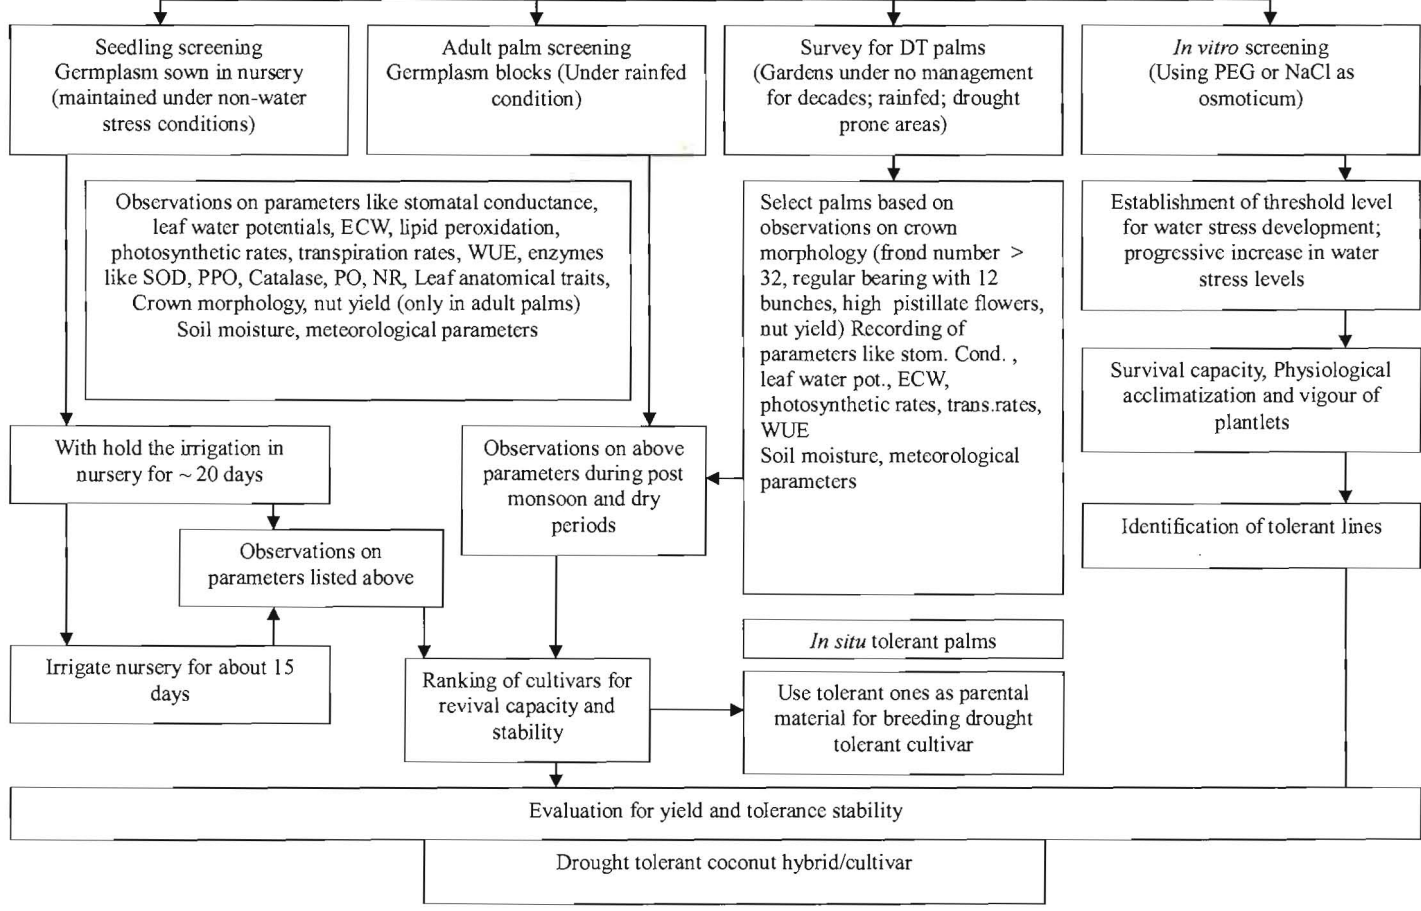 Seedling screening
Germplasm sown in nursery
(maintained under non-water
stress conditions)
Adult palm screening
Germplasm blocks (Under rainfed
condition)
Survey for DT palms
(Gardens under no management
for decades; rainfed; drought
prone areas)
In vitro screening
(Using PEG or NaCl as
osmoticum)
Observations on parameters like stomatal conductance,
leaf water potentials, ECW, lipid peroxidation,
photosynthetic rates, transpiration rates, WUE, enzymes
like SOD, PPO, Catalase, PO, NR, Leaf anatomical traits,
Crown morphology, nut yield (only in adult palms)
Soil moisture, meteorological parameters
Select palms based on
observations on crown
morphology (frond number >
32, regular bearing with 12
bunches, high pistillate flowers,
nut yield) Recording of
parameters like stom. Cond. ,
leaf water pot., ECW,
photosynthetic rates, trans.rates,
WUE
Soil moisture, meteorological
parameters
Establishment of threshold level
for water stress development;
progressive increase in water
stress levels
Survival capacity, Physiological
acclimatization and vigour of
plantlets
With hold the irrigation in
nursery for ~ 20 days
Observations on above
parameters during post
monsoon and dry
periods
Identification of tolerant lines
Observations on
parameters listed above
In situ tolerant palms
Irrigate nursery for about 15
days
Ranking of cultivars for
revival capacity and
stability
Use tolerant ones as parental
material for breeding drought
tolerant cultivar
Evaluation for yield and tolerance stability
Drought tolerant coconut hybrid/cultivar